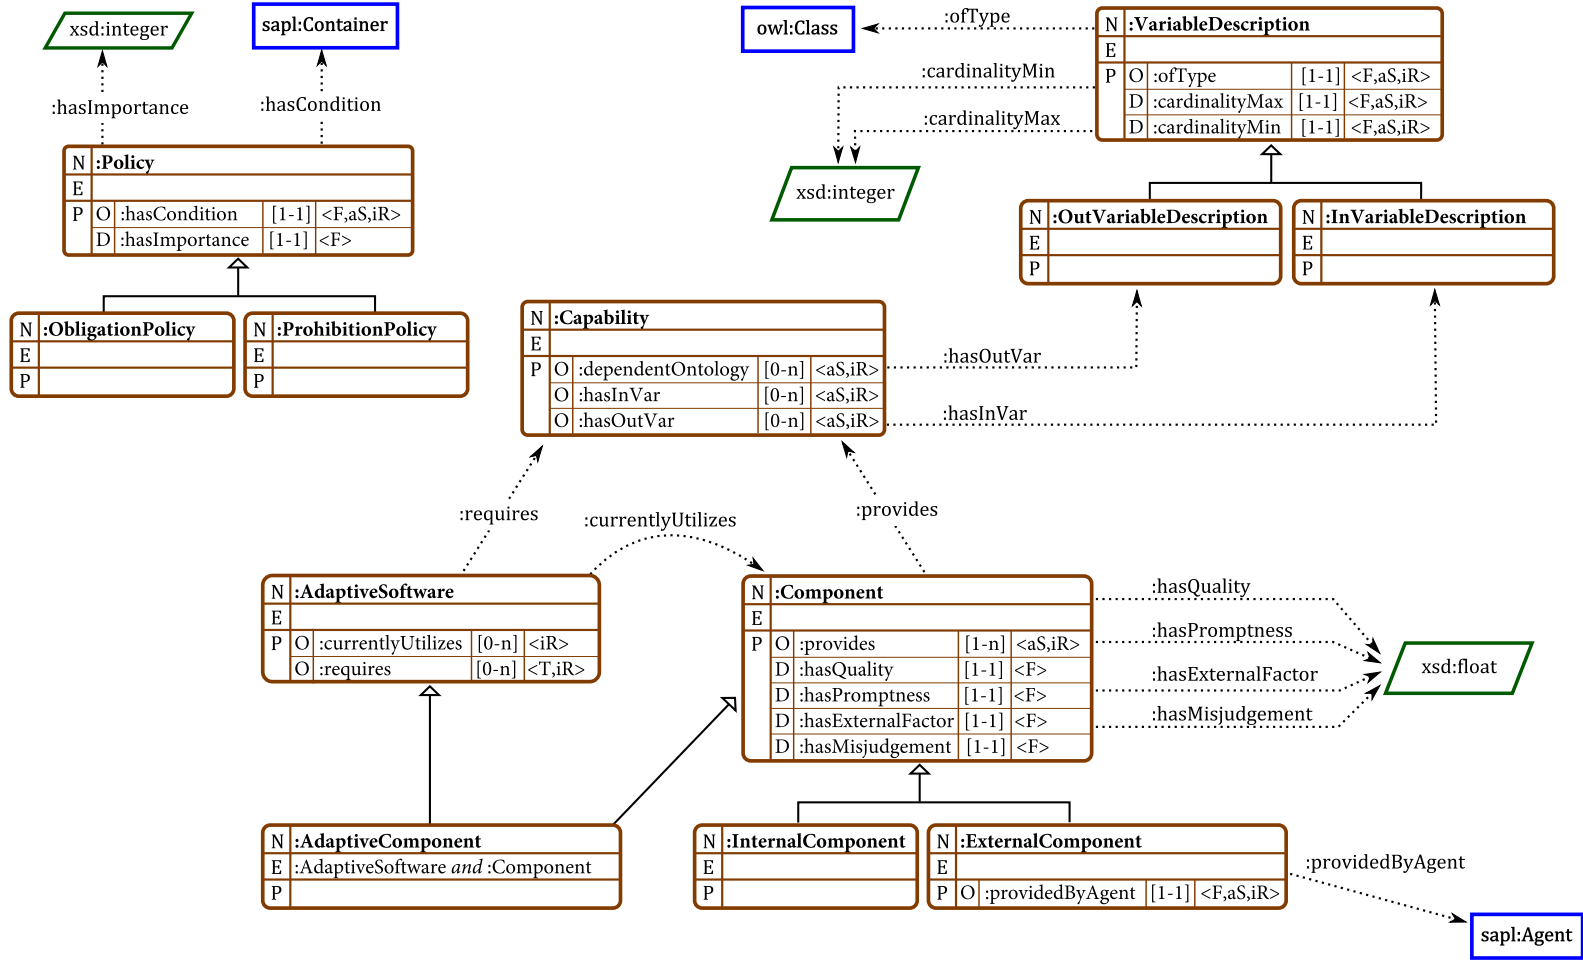 xsd:integer
sapl:Container
:hasImportance
:hasCondition
N :Policy
E
P O :hasCondition [1-1] <F,aS,iR>
D :hasImportance [1-1] <F>
N :ObligationPolicy
E
P
N :ProhibitionPolicy
E
P
owl:Class
:ofType
:cardinalityMin
:cardinalityMax
xsd:integer
N :VariableDescription
E
P O :ofType [1-1] <F,aS,iR>
D :cardinalityMax [1-1] <F,aS,iR>
D :cardinalityMin [1-1] <F,aS,iR>
N :OutVariableDescription
E
P
N :InVariableDescription
E
P
N :Capability
E
P O :dependentOntology [0-n] <aS,iR>
O :hasInVar [0-n] <aS,iR>
O :hasOutVar [0-n] <aS,iR>
:hasOutVar
:hasInVar
:requires
:currentlyUtilizes
:provides
N :AdaptiveSoftware
E
P O :currentlyUtilizes [0-n] <iR>
O :requires [0-n] <T,iR>
N :Component
E
P O :provides [1-n] <aS,iR>
D :hasQuality [1-1] <F>
D :hasPromptness [1-1] <F>
D :hasExternalFactor [1-1] <F>
D :hasMisjudgement [1-1] <F>
:hasQuality
:hasPromptness
:hasExternalFactor
:hasMisjudgement
xsd:float
N :AdaptiveComponent
E :AdaptiveSoftware and :Component
P
N :InternalComponent
E
P
N :ExternalComponent
E
P O :providedByAgent [1-1] <F,aS,iR>
:providedByAgent
sapl:Agent